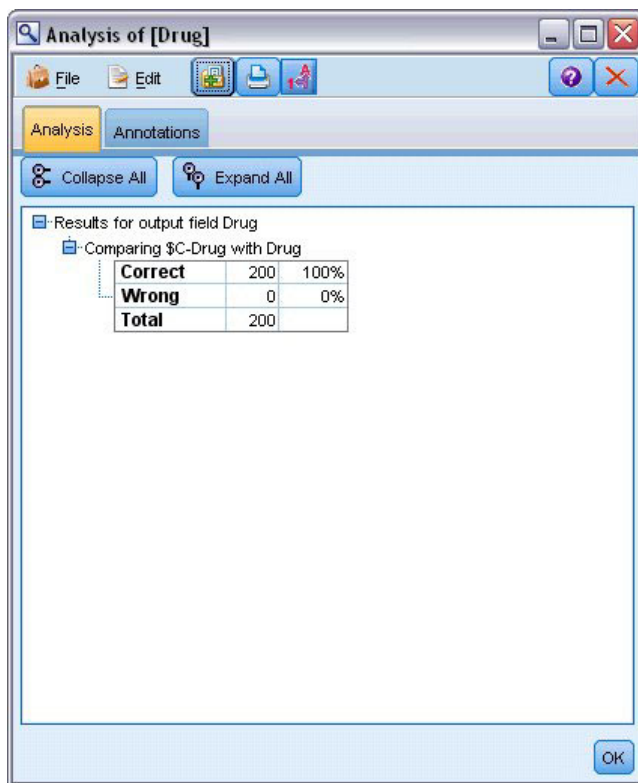 Analysis of [Drug]
File Edit
Analysis Annotations
Collapse All Expand All
Results for output field Drug
Comparing $C-Drug with Drug
Correct 200 100%
Wrong 0 0%
Total 200
OK